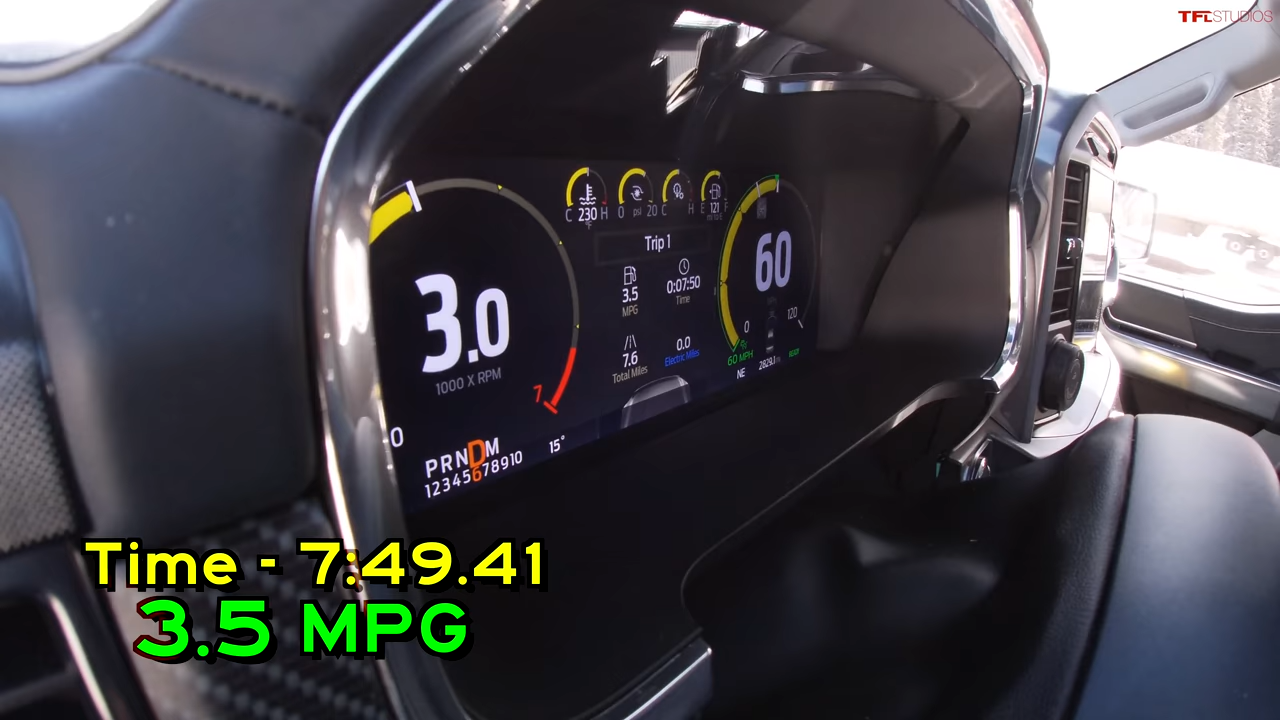 TFLSTUDIOS
C 230 H
°F
0 psi 20
C H
E 121 F
Trip 1
3.5
MPG
0:07:50
Time
7.6
Total Miles
0.0
Electric Miles
3.0
1000 X RPM
7
0
PRNDM
12345678910
15°
60
0
120
60 MPH
NE
Time - 7:49.41
3.5 MPG